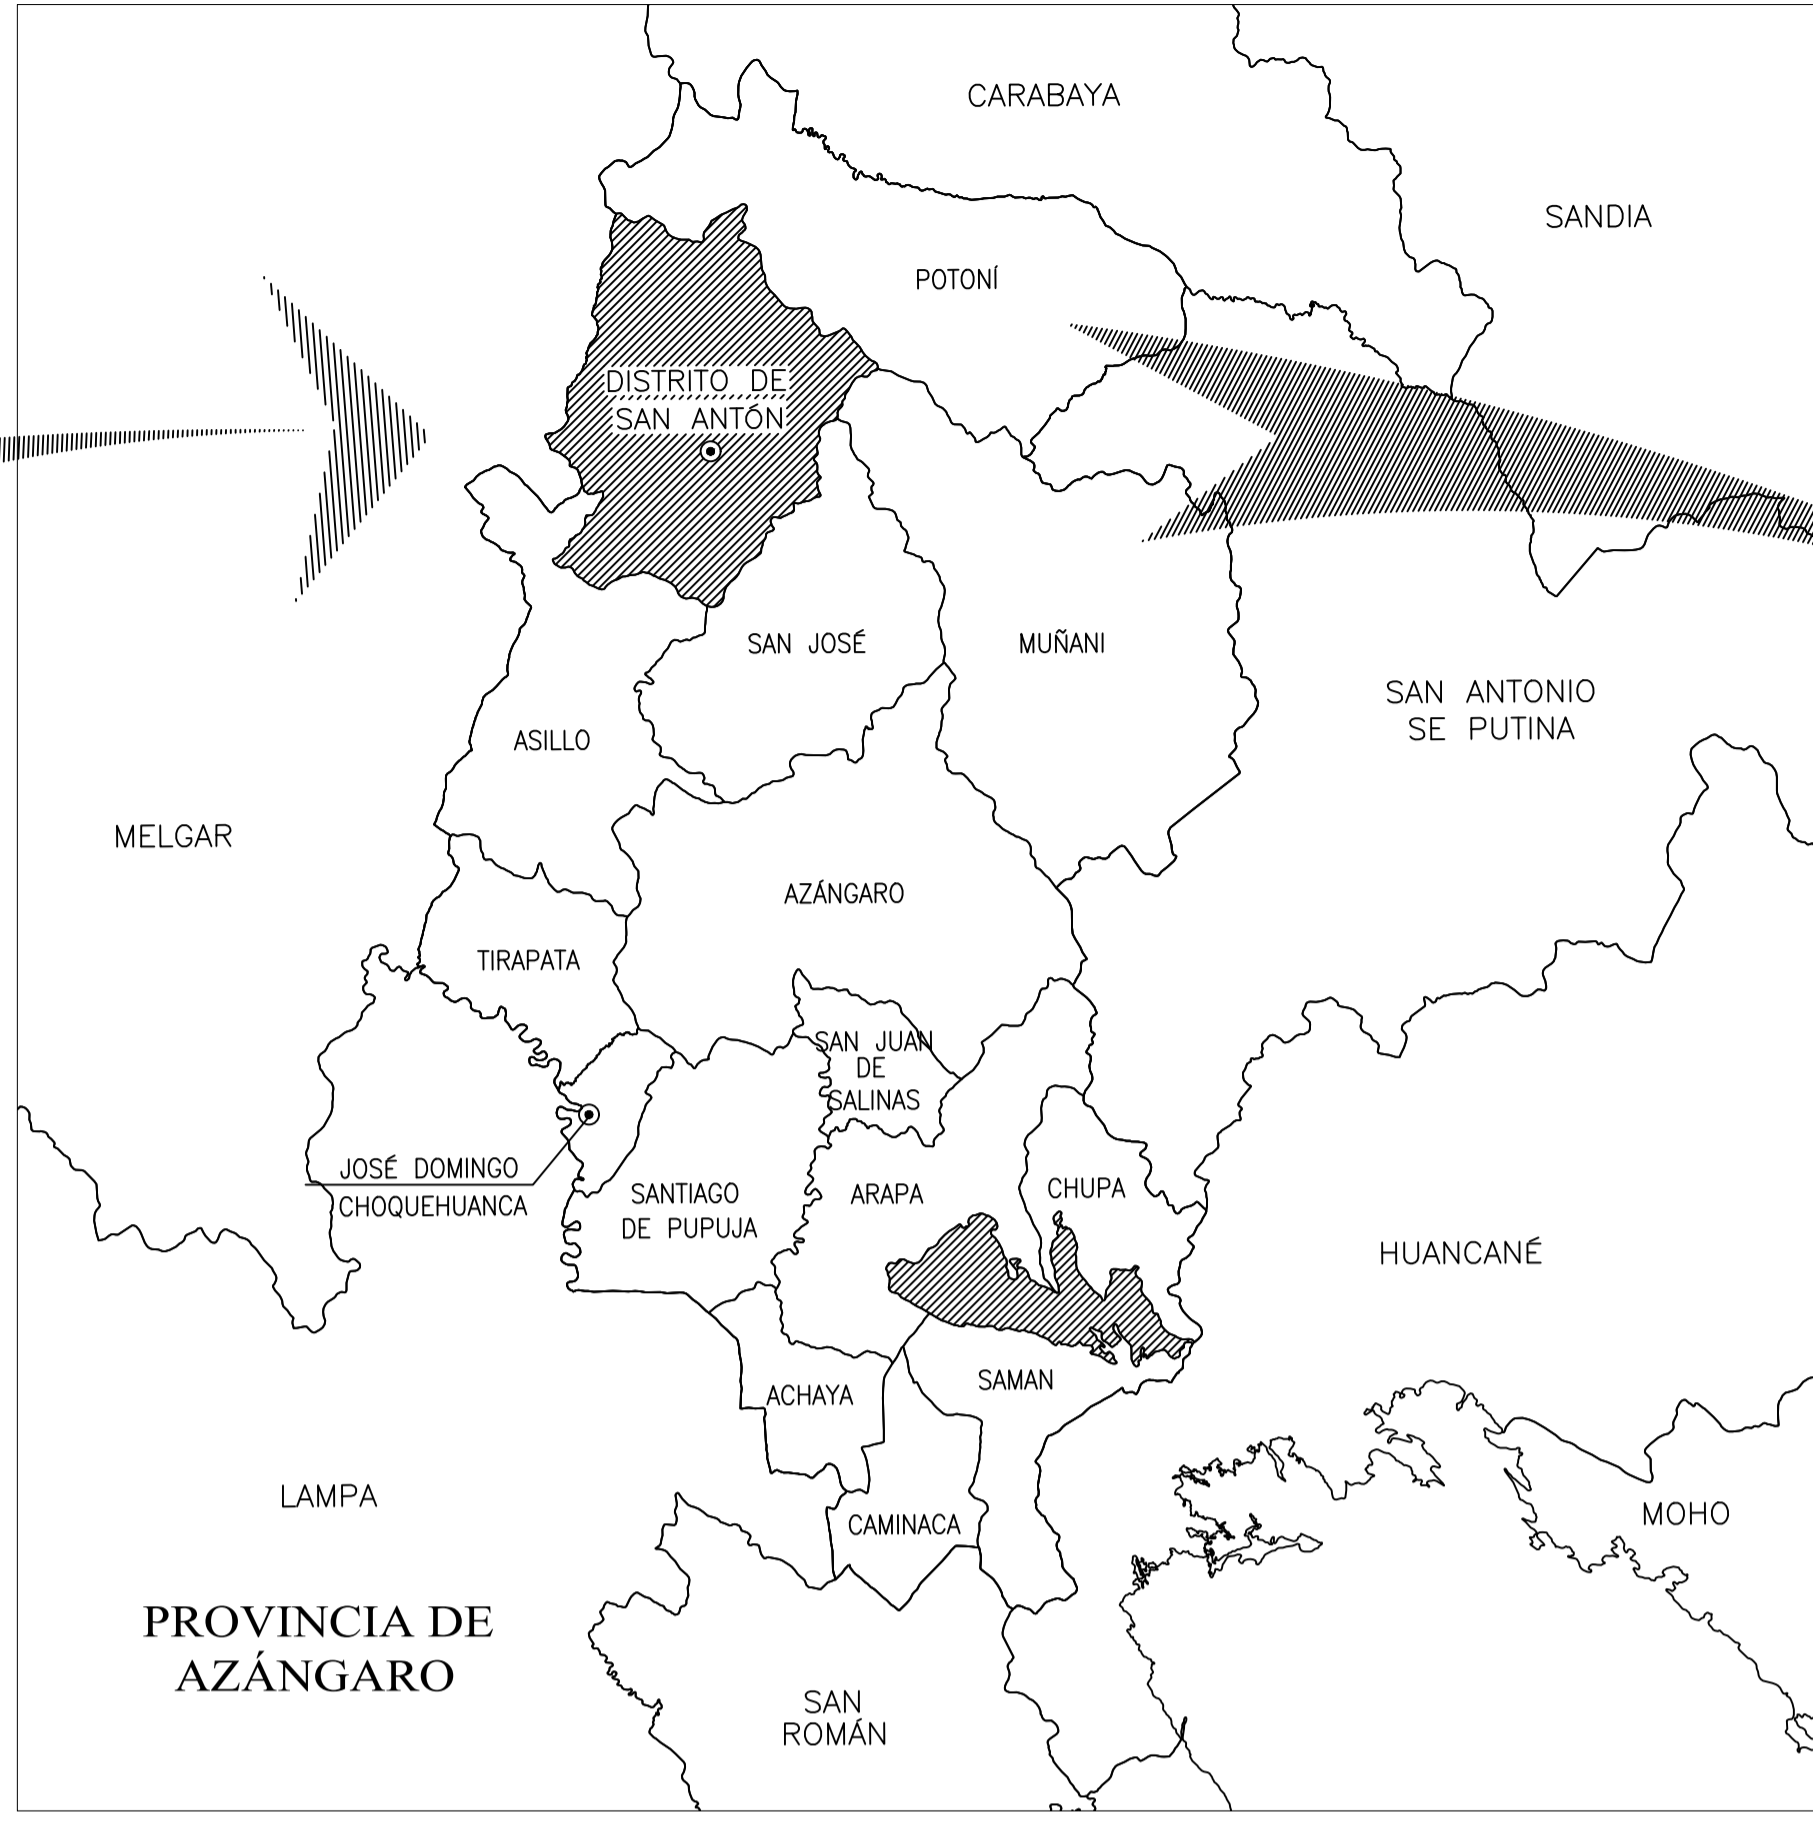 CARABAYA
SANDIA
POTONÍ
DISTRITO DE
SAN ANTÓN
SAN JOSÉ
MUÑANI
SAN ANTONIO
SE PUTINA
ASILLO
MELGAR
AZÁNGARO
TIRAPATA
SAN JUAN
DE
SALINAS
JOSÉ DOMINGO
CHOQUEHUANCA
SANTIAGO
DE PUPUJA
ARAPA
CHUPA
HUANCANÉ
SAMAN
ACHAYA
LAMPA
CAMINACA
MOHO
PROVINCIA DE
AZÁNGARO
SAN
ROMÁN